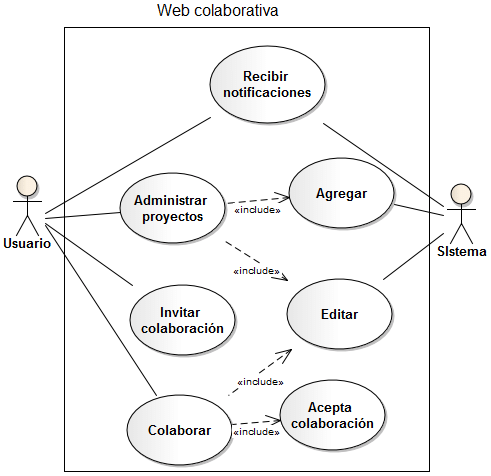 Web colaborativa
Recibir
notificaciones
Administrar
proyectos
«include»
Agregar
Usuario
SIstema
«include»
Invitar
colaboración
Editar
«include»
Colaborar
«include»
Acepta
colaboración